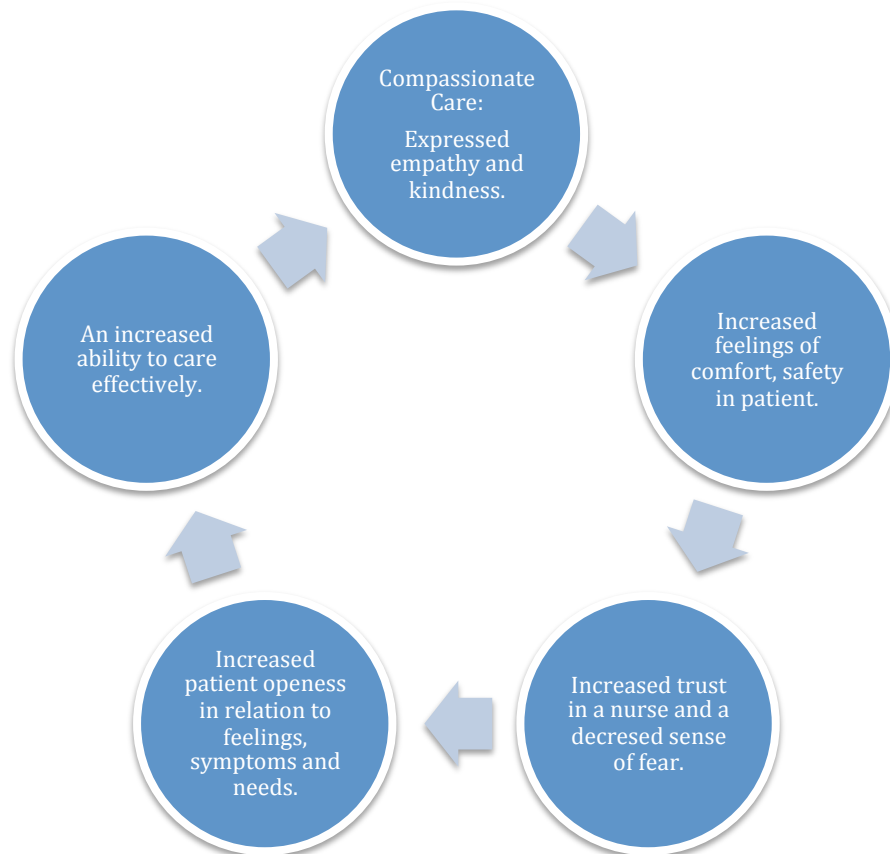 Compassionate
Care:
Expressed
empathy and
kindness.
Increased
feelings of
comfort, safety
in patient.
Increased trust
in a nurse and a
decresed sense
of fear.
Increased
patient openess
in relation to
feelings,
symptoms and
needs.
An increased
ability to care
effectively.